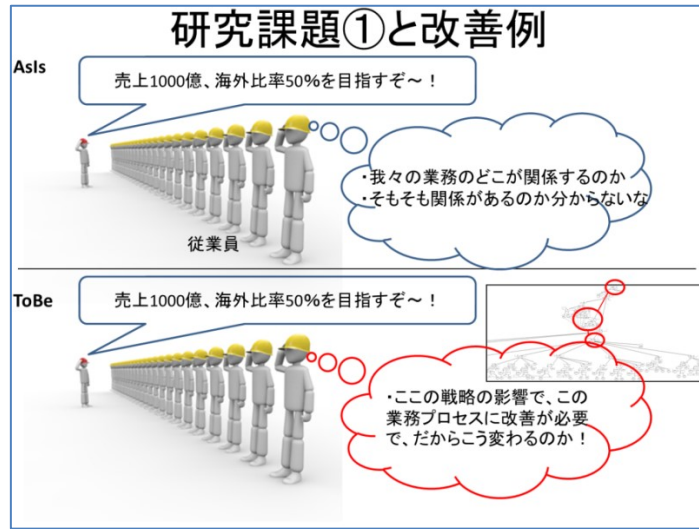 研究課題①と改善例
AsIs
売上1000億、海外比率50%を目指すぞ~!
・我々の業務のどこが関係するのか
・そもそも関係があるのか分からないな
従業員
ToBe
売上1000億、海外比率50%を目指すぞ~!
・ここの戦略の影響で、この
業務プロセスに改善が必要
で、だからこう変わるのか!